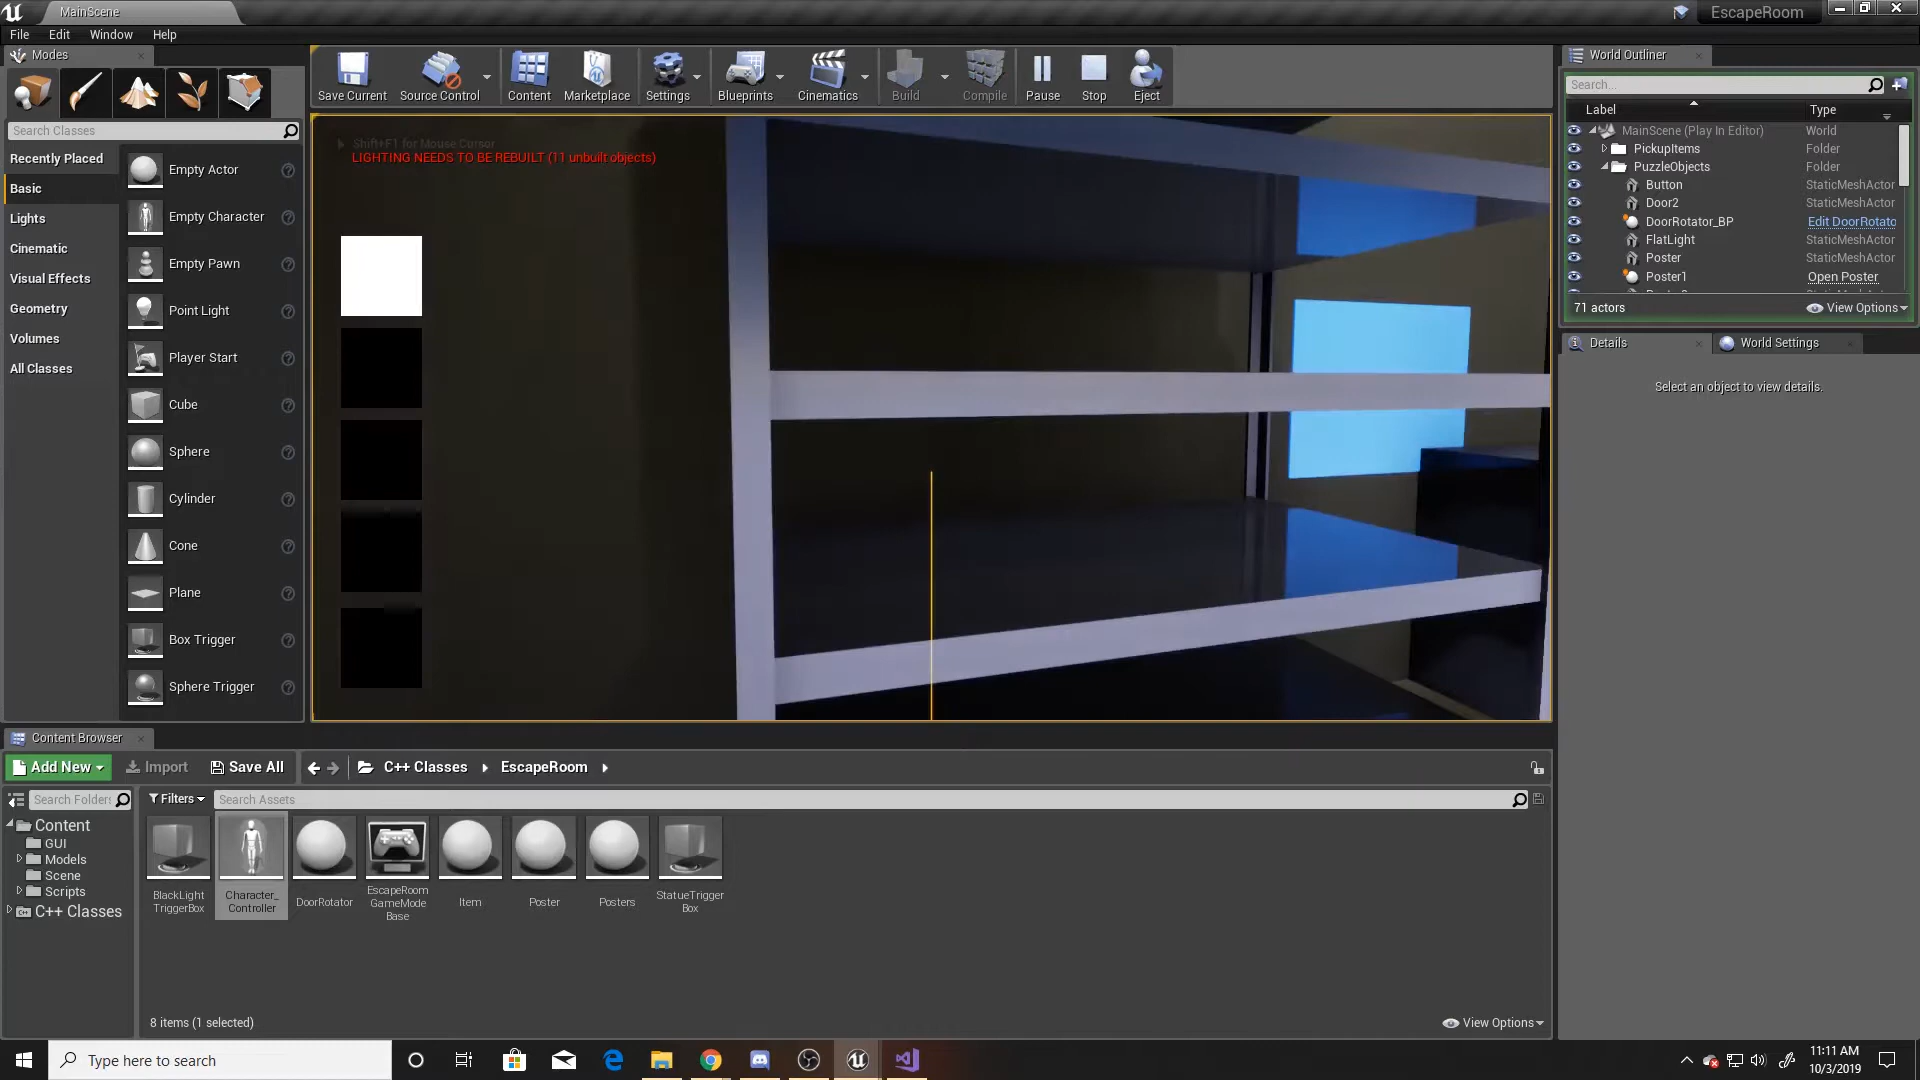 MainScene
EscapeRoom
File Edit Window Help
Modes
Search Classes
Recently Placed
Basic
Lights
Cinematic
Visual Effects
Geometry
Volumes
All Classes
Empty Actor
Empty Character
Empty Pawn
Point Light
Player Start
Cube
Sphere
Cylinder
Cone
Plane
Box Trigger
Sphere Trigger
Save Current
Source Control
Content
Marketplace
Settings
Blueprints
Cinematics
Build
Compile
Pause
Stop
Eject
Shift+F1 for Mouse Cursor
LIGHTING NEEDS TO BE REBUILT (11 unbuilt objects)
World Outliner
Search...
Label Type
MainScene (Play In Editor) World
PickupItems Folder
PuzzleObjects Folder
Button StaticMeshActor
Door2 StaticMeshActor
DoorRotator_BP Edit DoorRotato
FlatLight StaticMeshActor
Poster StaticMeshActor
Poster1 Open Poster
71 actors View Options
Details World Settings
Select an object to view details.
Content Browser
Add New Import Save All C++ Classes EscapeRoom
Search Folders Filters Search Assets
Content
GUI
Models
Scene
Scripts
C++ Classes
BlackLight
TriggerBox
Character_
Controller
DoorRotator
EscapeRoom
GameMode
Base
Item
Poster
Posters
StatueTrigger
Box
8 items (1 selected) View Options
Type here to search
11:11 AM
10/3/2019